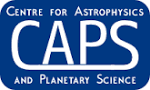 CENTRE FOR ASTROPHYSICS
CAPS
AND PLANETARY SCIENCE